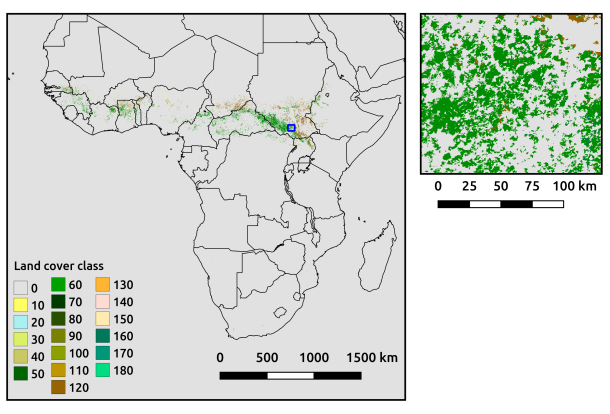 0 25 50 75 100 km
Land cover class
0 60 130
10 70 140
20 80 150
30 90 160
40 100 170
50 110 180
120
0 500 1000 1500 km